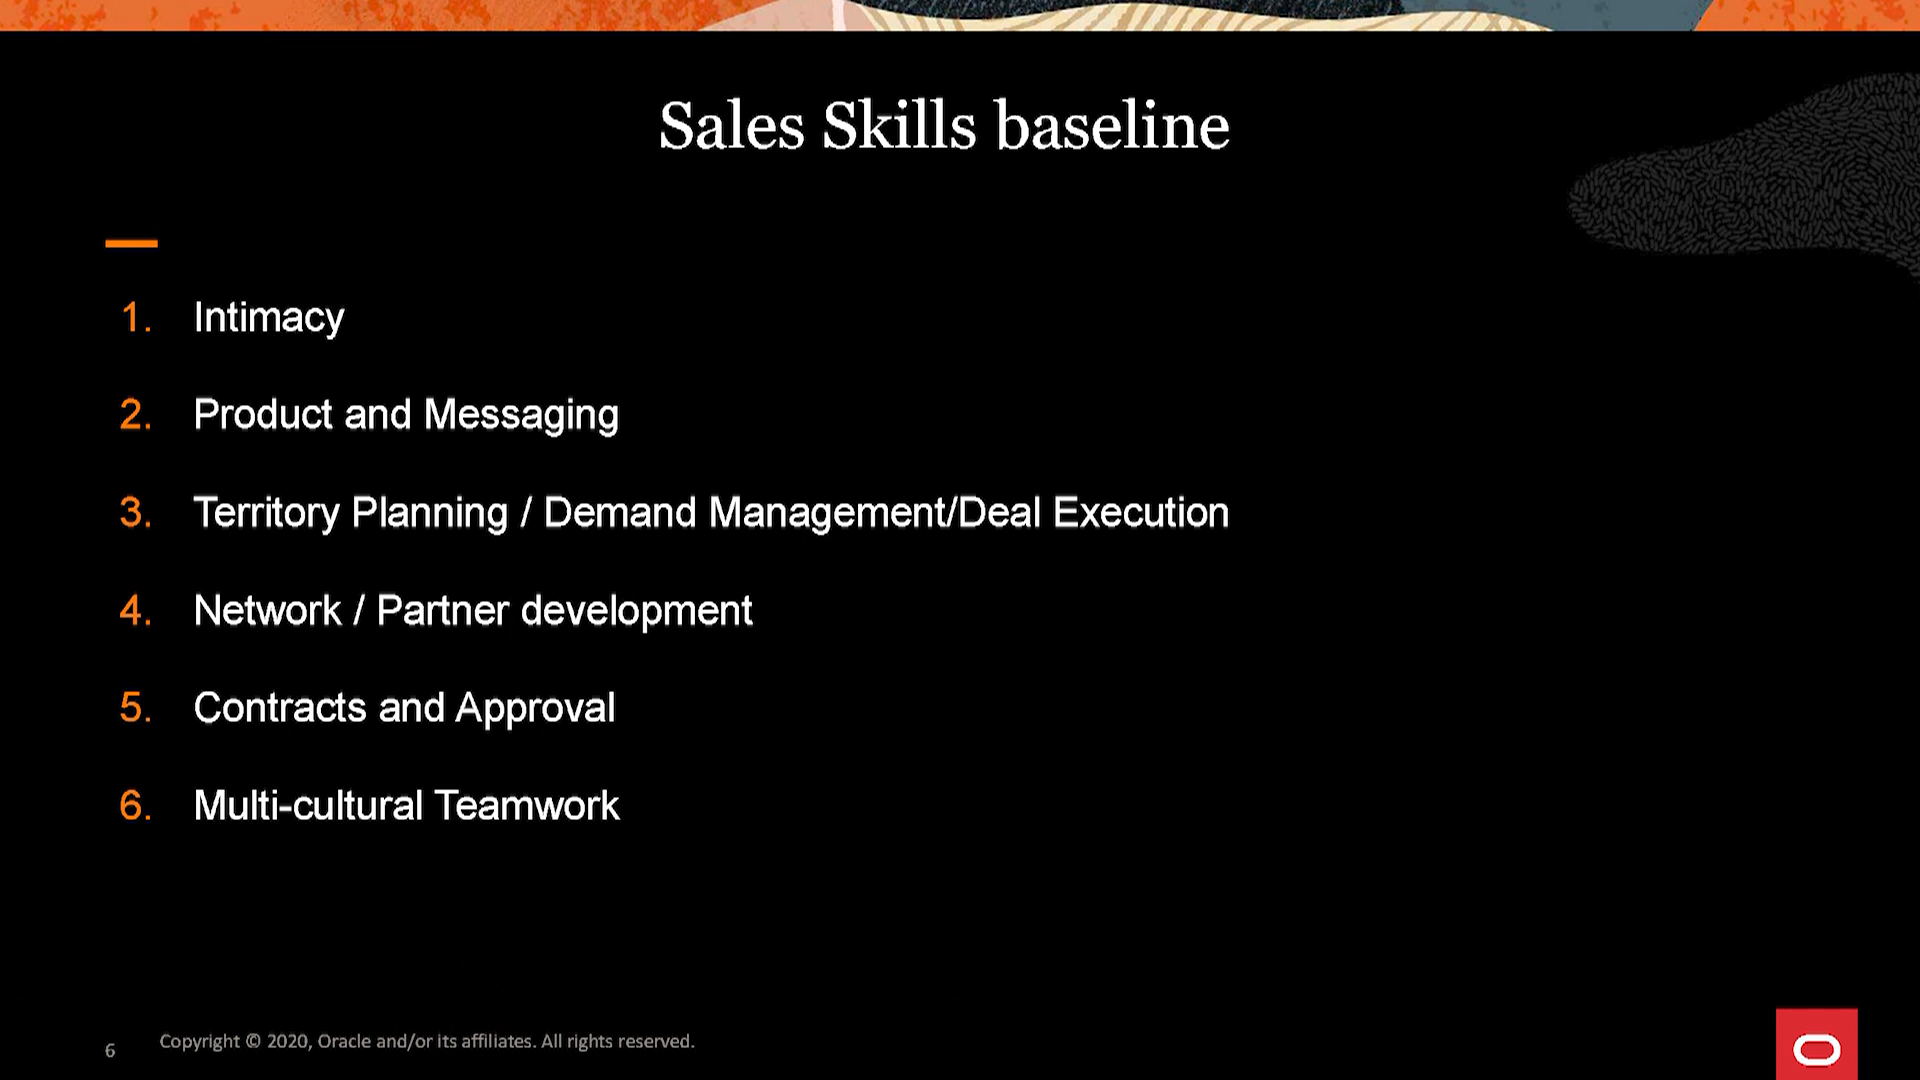 Sales Skills baseline
1. Intimacy
2. Product and Messaging
3. Territory Planning / Demand Management/Deal Execution
4. Network / Partner development
5. Contracts and Approval
6. Multi-cultural Teamwork
6 Copyright © 2020, Oracle and/or its affiliates. All rights reserved.